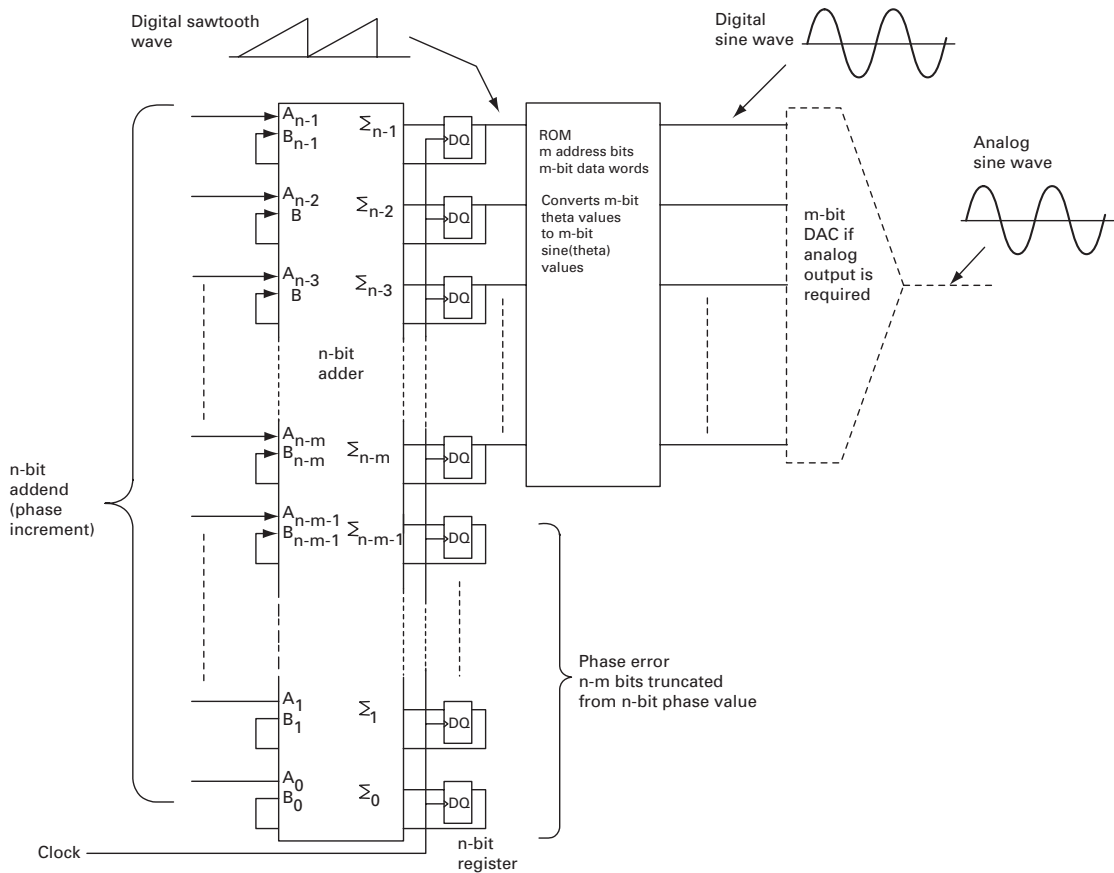 Digital sawtooth
wave
Digital
sine wave
Analog
sine wave
n-bit
addend
(phase
increment)
A n-1
B n-1
Σ n-1
DQ
A n-2
B
Σ n-2
DQ
A n-3
B
Σ n-3
DQ
n-bit
adder
A n-m
B n-m
Σ n-m
DQ
A n-m-1
B n-m-1
Σ n-m-1
DQ
A 1
B 1
Σ 1
DQ
A 0
B 0
Σ 0
DQ
Clock
n-bit
register
ROM
m address bits
m-bit data words
Converts m-bit
theta values
to m-bit
sine(theta)
values
m-bit
DAC if
analog
output is
required
Phase error
n-m bits truncated
from n-bit phase value